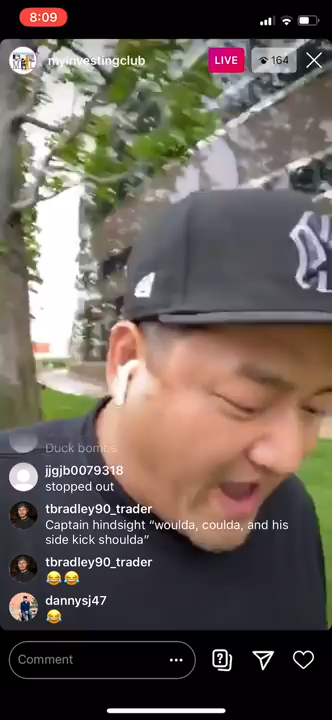 8:09
myinvestingclub
LIVE
164
NY
Duck bombs
jjgjb0079318
stopped out
tbradley90_trader
Captain hindsight “woulda, coulda, and his
side kick shoulda”
tbradley90_trader
😂😂
dannysj47
😂
Comment